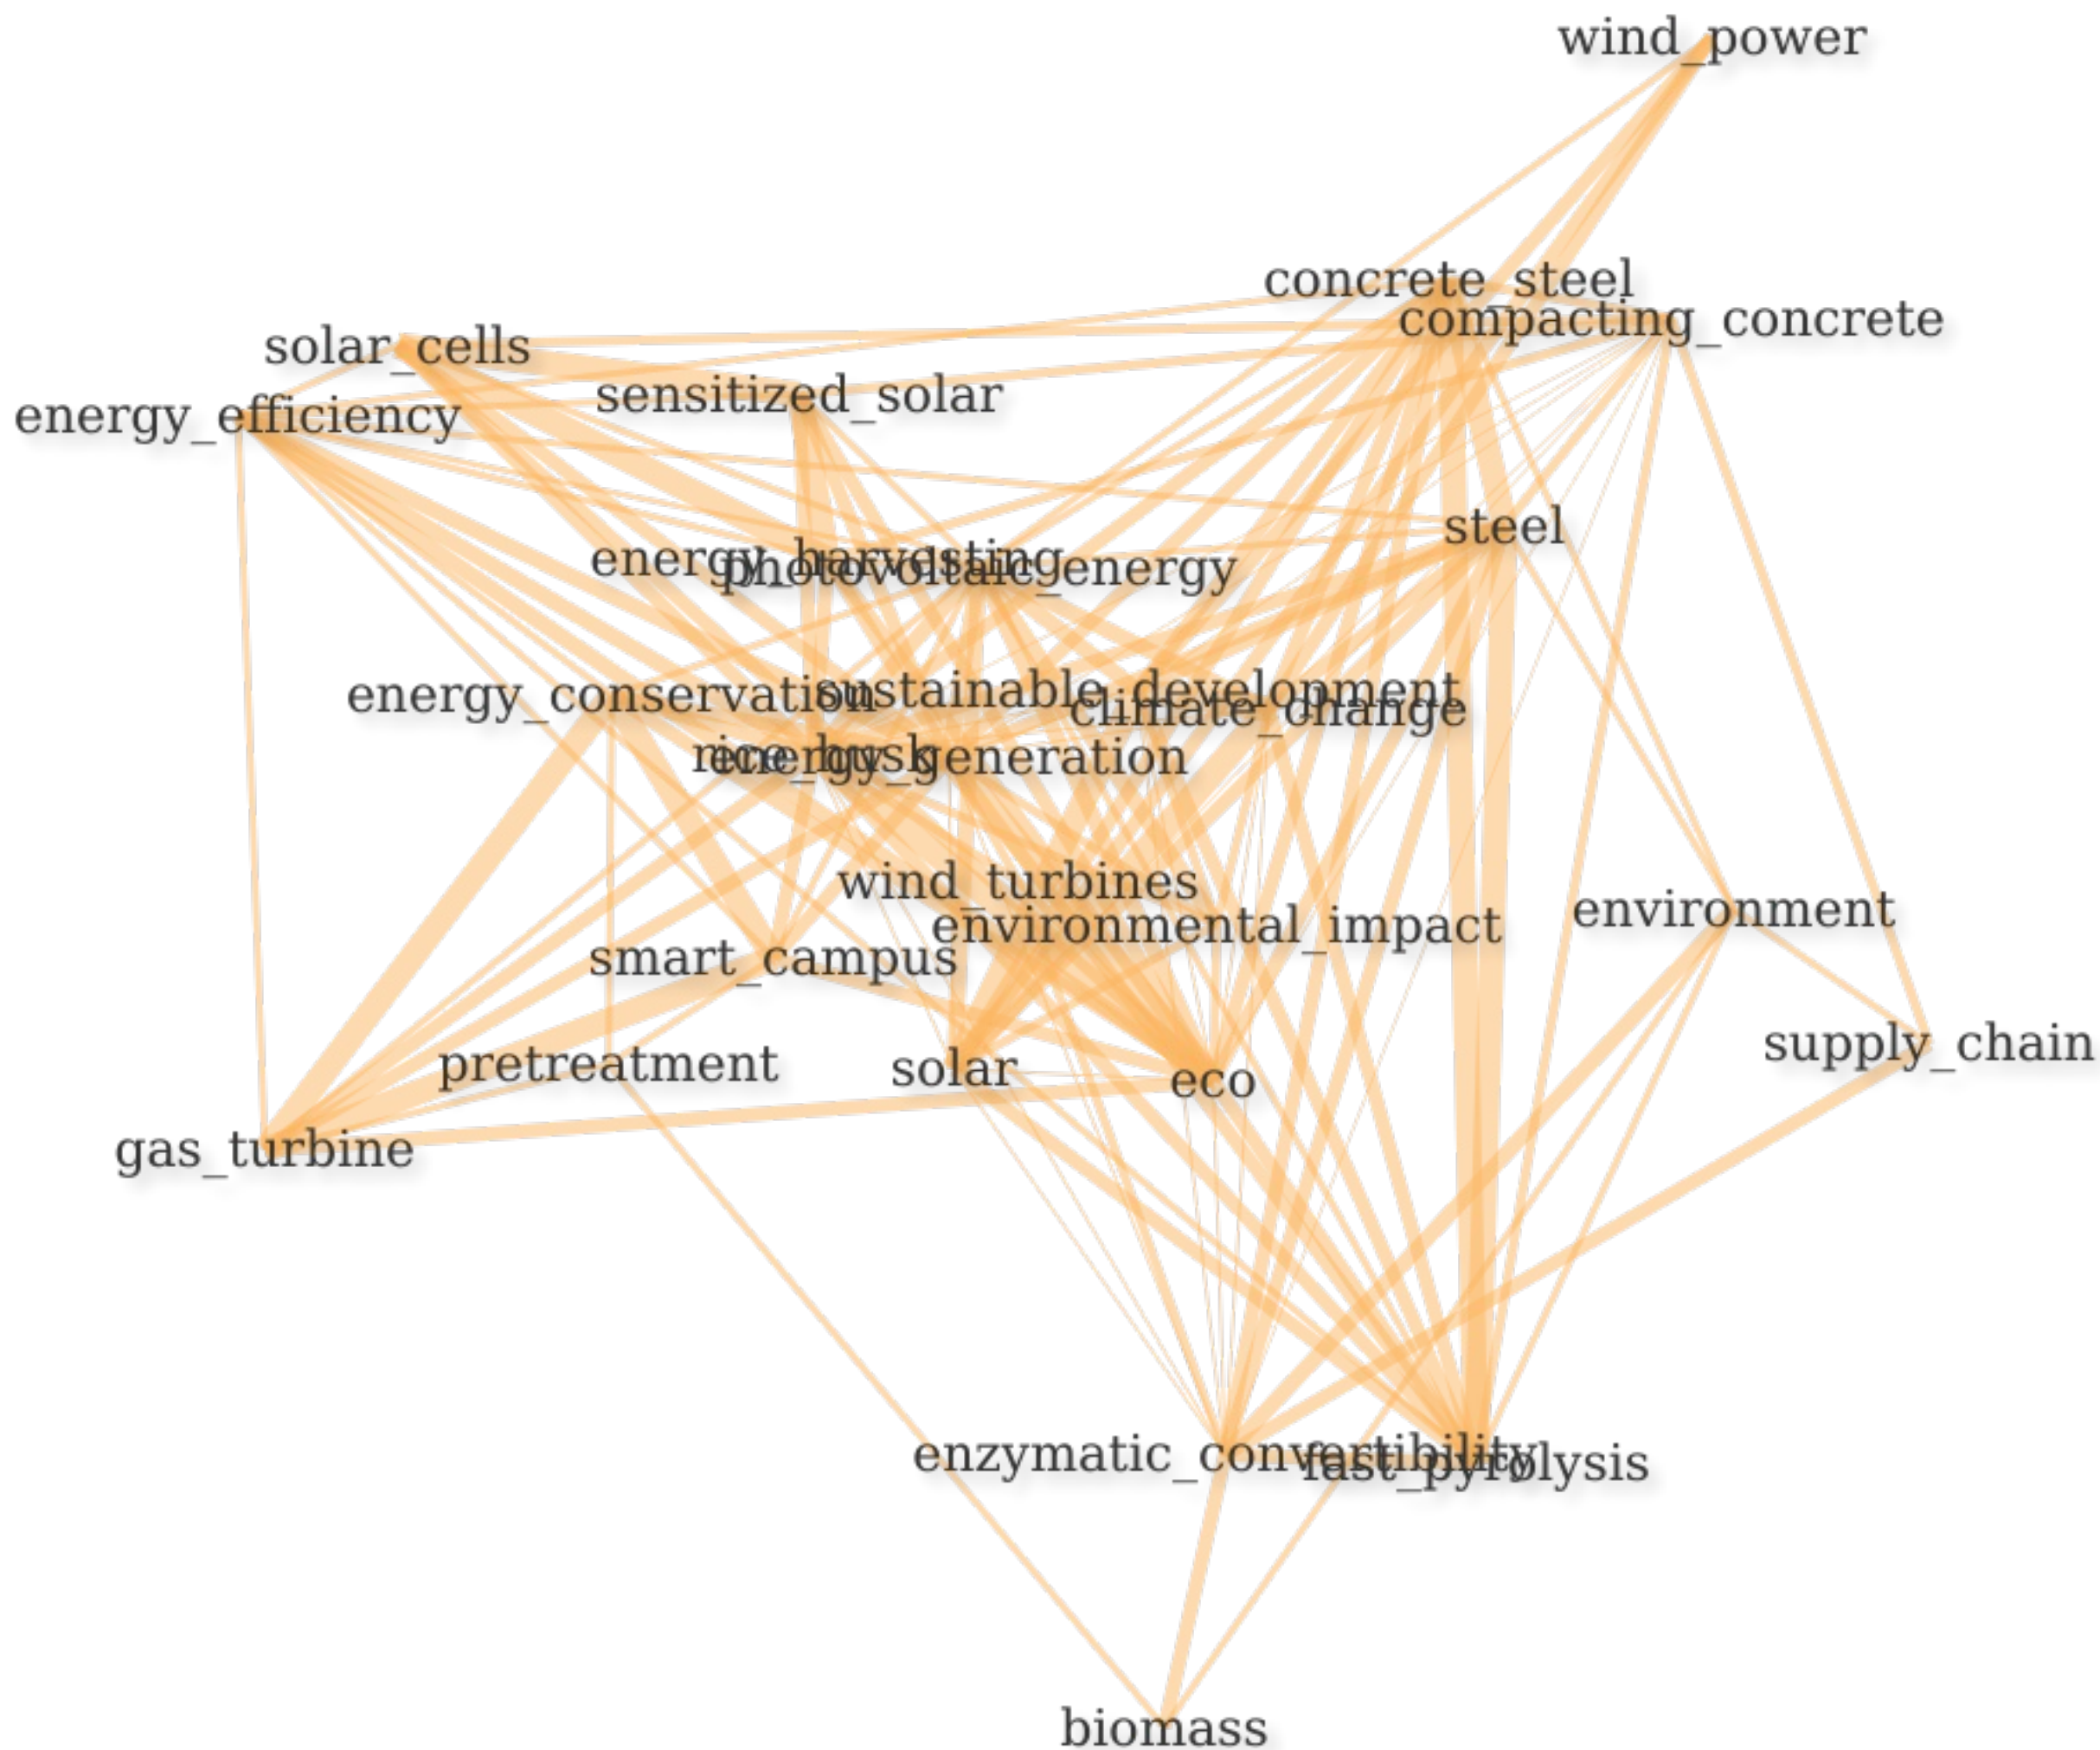 wind_power
concrete_steel
compacting_concrete
solar_cells
sensitized_solar
energy_efficiency
steel
energy_harvesting
photovoltaic_energy
sustainable_development
energy_conservation
climate_change
rice_husk
energy_generation
wind_turbines
environment
environmental_impact
smart_campus
supply_chain
pretreatment
solar
eco
gas_turbine
enzymatic_convertibility
fast_pyrolysis
biomass